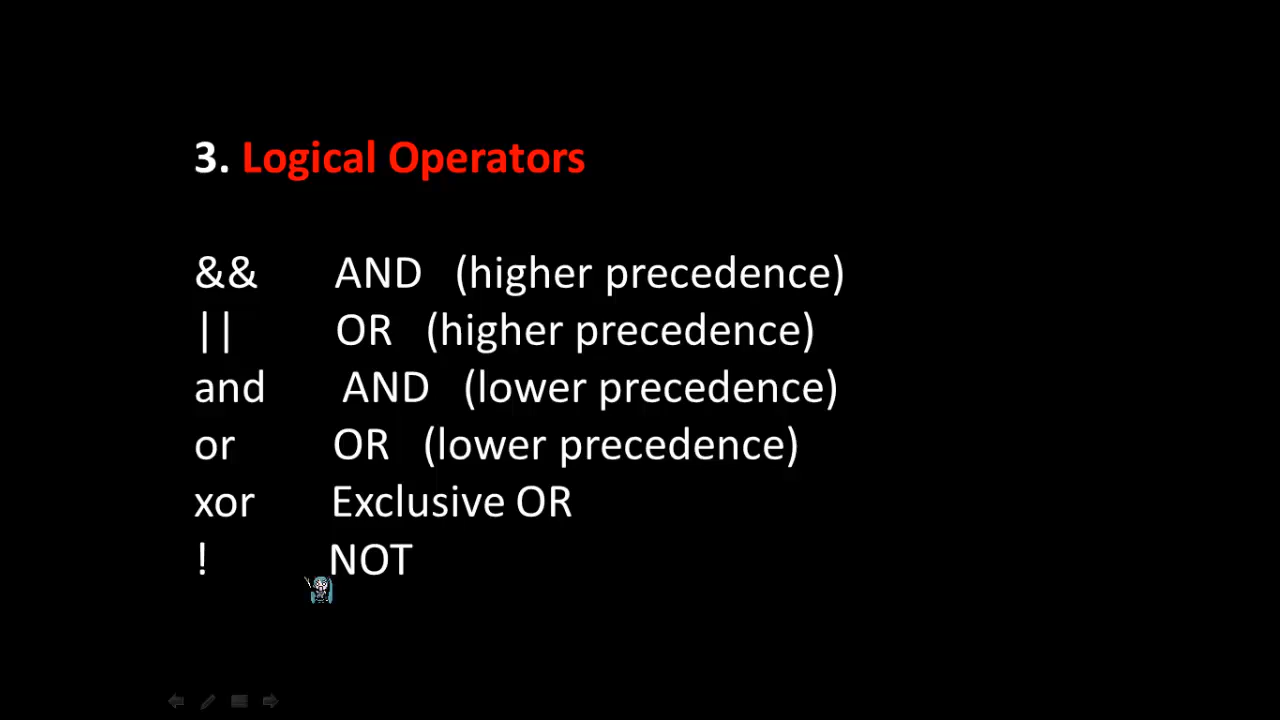 3. Logical Operators
&& AND (higher precedence)
|| OR (higher precedence)
and AND (lower precedence)
or OR (lower precedence)
xor Exclusive OR
! NOT